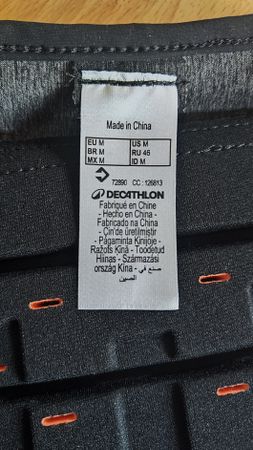 Made in China
EU M US M
BR M RU 46
MX M ID M
72890 CC : 126813
DECATHLON
Fabriqué en Chine
- Hecho en China -
Fabricado na China
- Çin'de üretilmiştir
- Pagaminta Kinijoje -
Ražots Ķīnā - Toodetud
Hiinas - Származási
ország Kína - صنع في
الصين